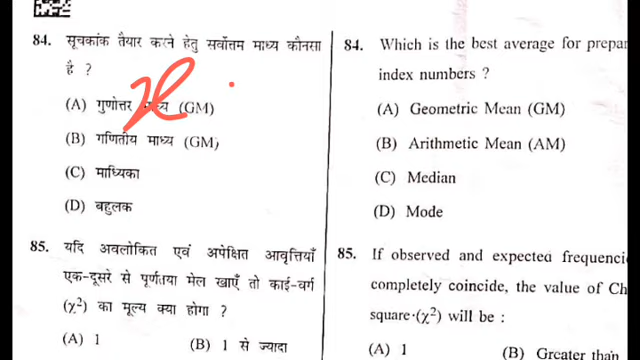 84. सूचकांक तैयार करने हेतु सर्वोत्तम माध्य कौनसा
है ?
(A) गुणोत्तर माध्य (GM)
(B) गणितीय माध्य (GM)
(C) माध्यिका
(D) बहुलक
85. यदि अवलोकित एवं अपेक्षित आवृत्तियाँ
एक-दूसरे से पूर्णतया मेल खाएँ तो काई-वर्ग
(χ²) का मूल्य क्या होगा ?
(A) 1 (B) 1 से ज्यादा
84. Which is the best average for prepar
index numbers ?
(A) Geometric Mean (GM)
(B) Arithmetic Mean (AM)
(C) Median
(D) Mode
85. If observed and expected frequencie
completely coincide, the value of Ch
square (χ²) will be :
(A) 1 (B) Greater than